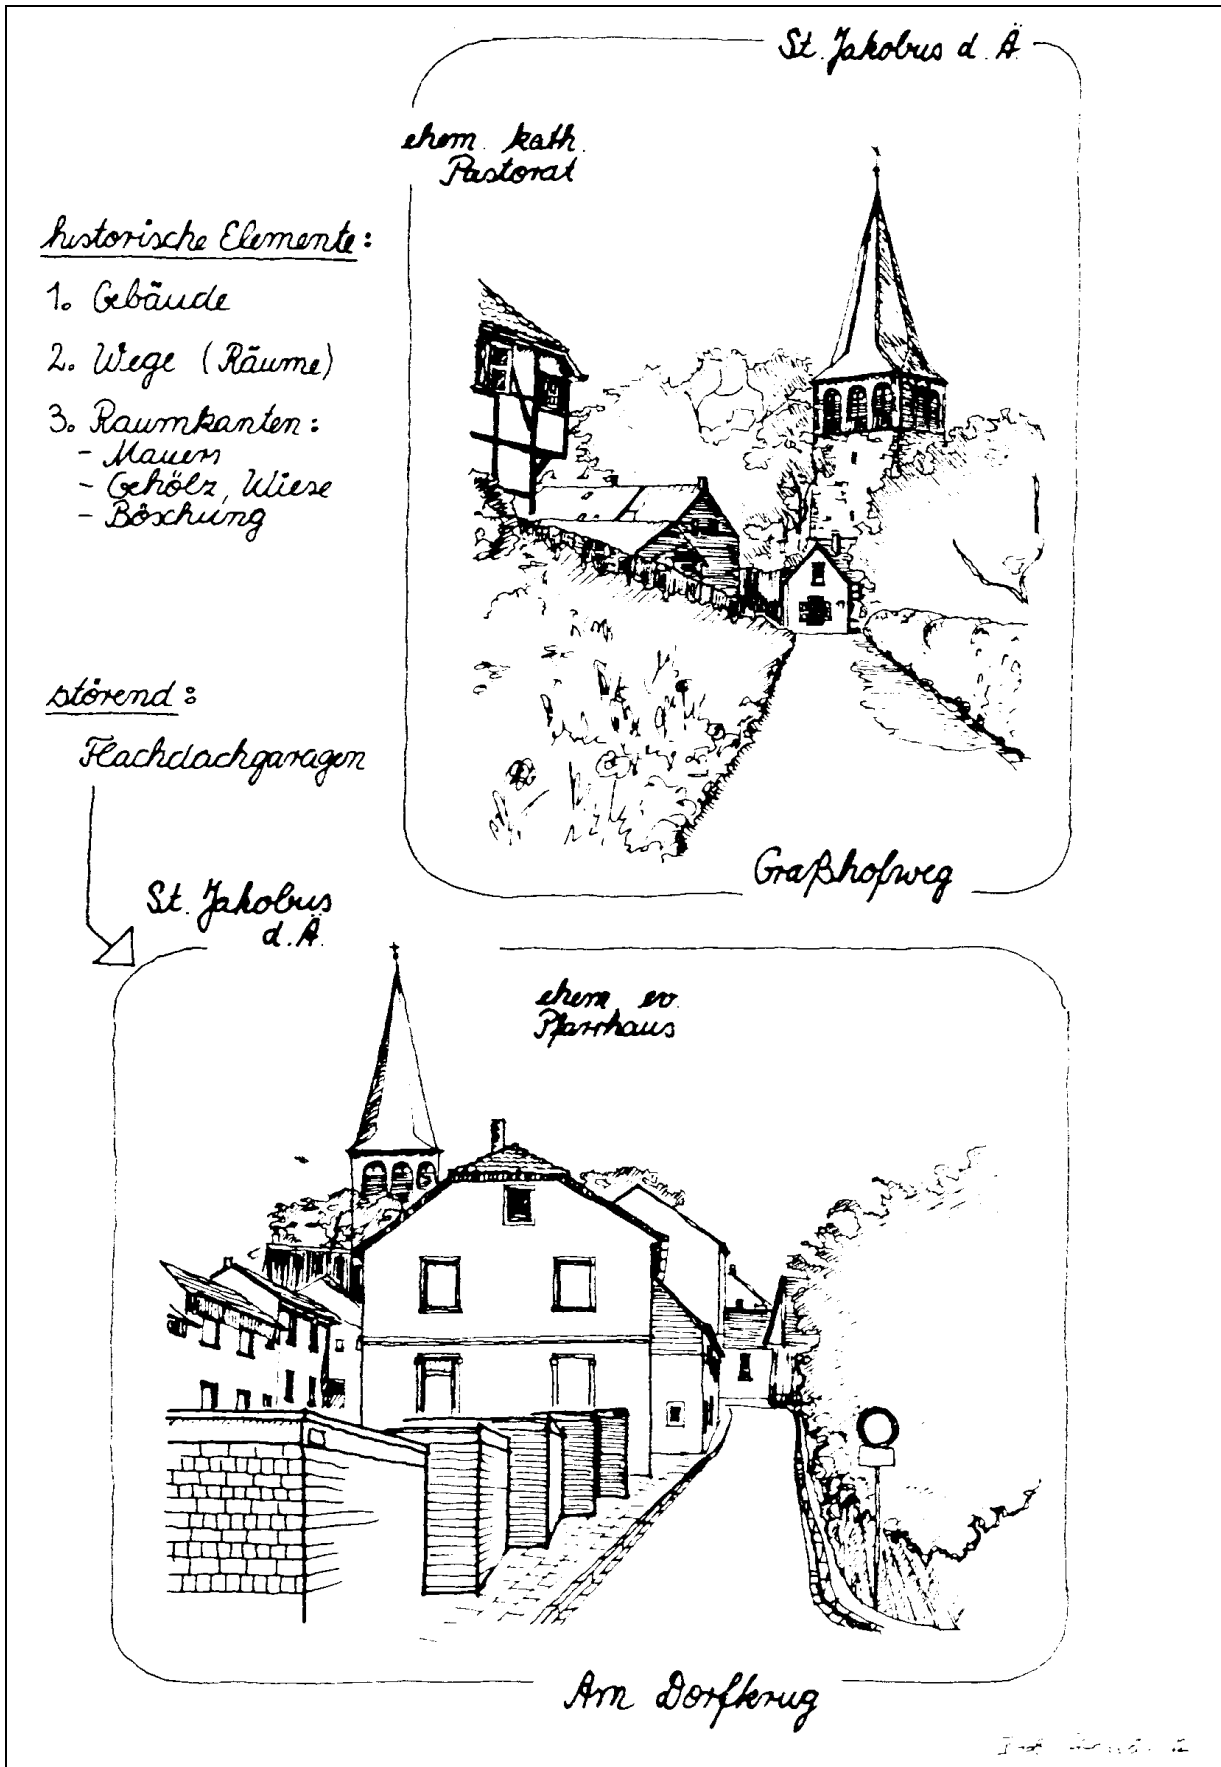 St. Jakobus d. Ä
ehem. kath.
Pastorat
historische Elemente:
1. Gebäude
2. Wege (Räume)
3. Raumkanten:
- Mauern
- Gehölz, Wiese
- Böschung
störend:
Flachdachgaragen
Graßhofweg
St. Jakobus
d. Ä.
ehem. ev.
Pfarrhaus
Am Dorfkrug